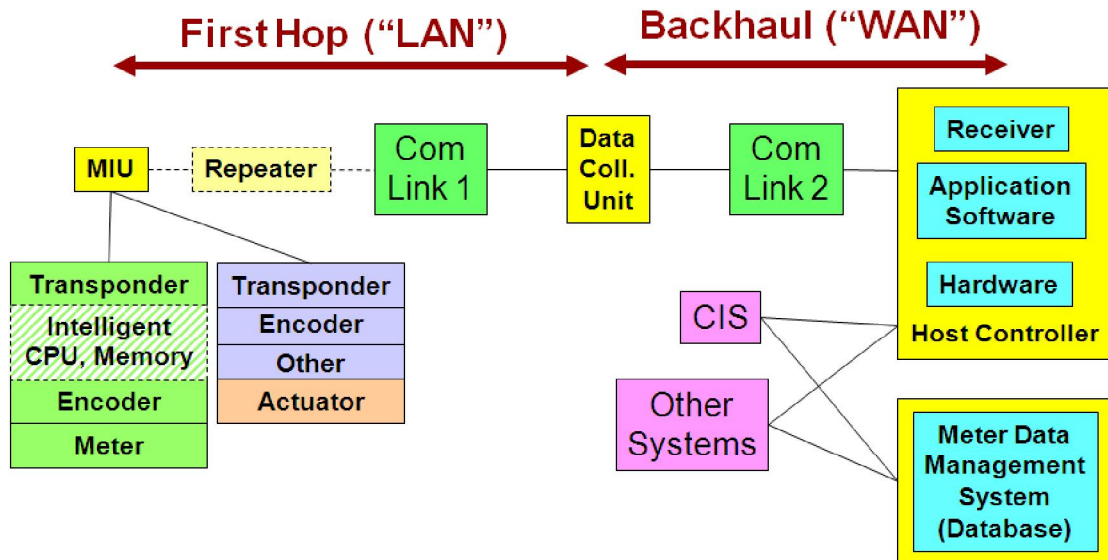 First Hop (“LAN”)
Backhaul (“WAN”)
MIU
Repeater
Com
Link 1
Data
Coll.
Unit
Com
Link 2
Receiver
Application
Software
Hardware
Host Controller
Transponder
Intelligent
CPU, Memory
Encoder
Meter
Transponder
Encoder
Other
Actuator
CIS
Other
Systems
Meter Data
Management
System
(Database)